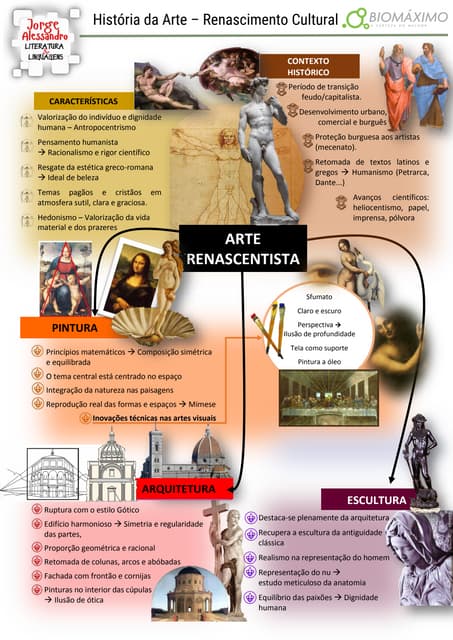 Jorge
Alessandro
LITERATURA
&
LINGUAGENS
História da Arte – Renascimento Cultural
BIOMÁXIMO
CONTEXTO
HISTÓRICO
Período de transição
feudo/capitalista.
Desenvolvimento urbano,
comercial e burguês
Proteção burguesa aos artistas
(mecenato).
Retomada de textos latinos e
gregos → Humanismo (Petrarca,
Dante...)
Avanços científicos:
heliocentismo, papel,
imprensa, pólvora
CARACTERÍSTICAS
Valorização do indivíduo e dignidade
humana – Antropocentrismo
Pensamento humanista
→ Racionalismo e rigor científico
Resgate da estética greco-romana
→ Ideal de beleza
Temas pagãos e cristãos em
atmosfera sutil, clara e graciosa.
Hedonismo – Valorização da vida
material e dos prazeres
ARTE
RENASCENTISTA
Sfumato
Claro e escuro
Perspectiva →
Ilusão de profundidade
Tela como suporte
Pintura a óleo
PINTURA
Princípios matemáticos → Composição simétrica
e equilibrada
O tema central está centrado no espaço
Integração da natureza nas paisagens
Reprodução real das formas e espaços → Mimese
Inovações técnicas nas artes visuais
ARQUITETURA
Ruptura com o estilo Gótico
Edifício harmonioso → Simetria e regularidade
das partes,
Proporção geométrica e racional
Retomada de colunas, arcos e abóbadas
Fachada com frontão e cornijas
Pinturas no interior das cúpulas
→ Ilusão de ótica
ESCULTURA
Destaca-se plenamente da arquitetura
Recupera a escultura da antiguidade
clássica
Realismo na representação do homem
Representação do nu →
estudo meticuloso da anatomia
Equilíbrio das paixões → Dignidade
humana